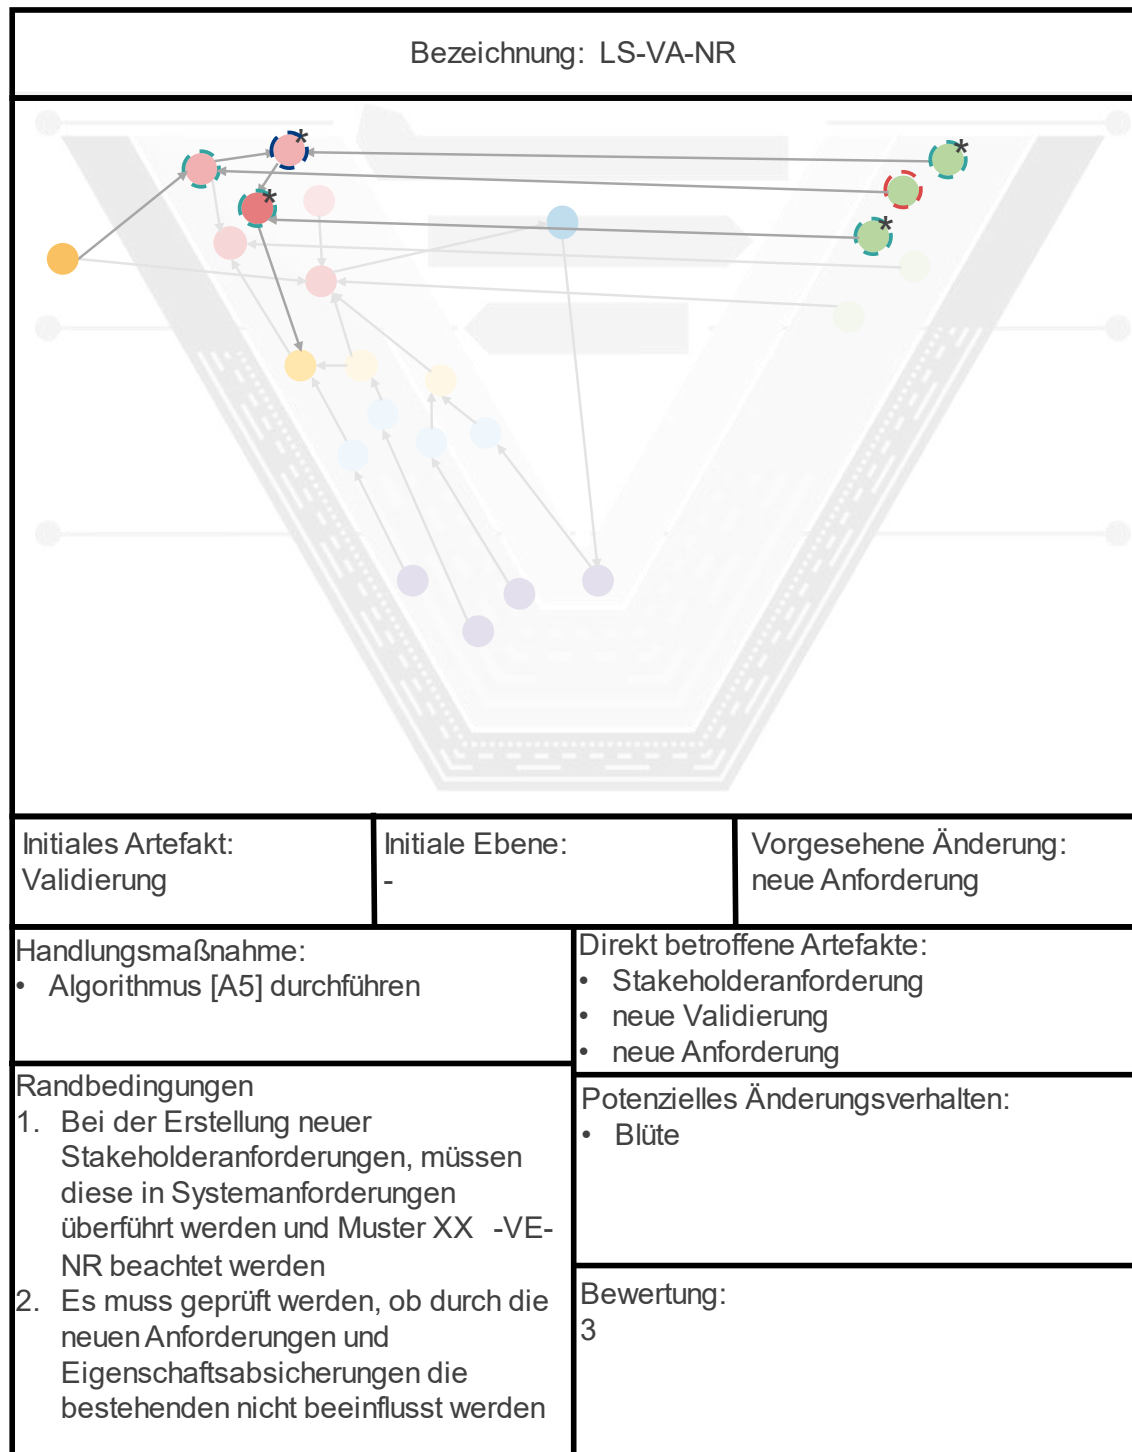 Bezeichnung: LS-VA-NR
*
*
*
*
Initiales Artefakt:
Validierung
Initiale Ebene:
-
Vorgesehene Änderung:
neue Anforderung
Handlungsmaßnahme:
• Algorithmus [A5] durchführen
Direkt betroffene Artefakte:
• Stakeholderanforderung
• neue Validierung
• neue Anforderung
Randbedingungen
1. Bei der Erstellung neuer
Stakeholderanforderungen, müssen
diese in Systemanforderungen
überführt werden und Muster XX -VE-
NR beachtet werden
2. Es muss geprüft werden, ob durch die
neuen Anforderungen und
Eigenschaftsabsicherungen die
bestehenden nicht beeinflusst werden
Potenzielles Änderungsverhalten:
• Blüte
Bewertung:
3